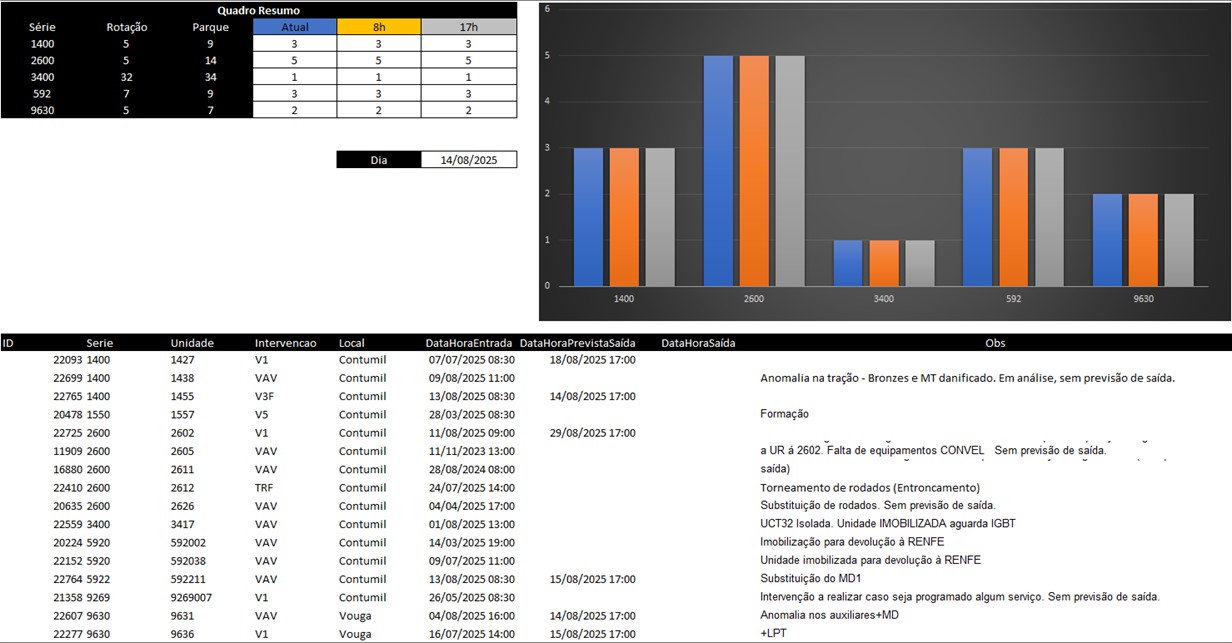 Quadro Resumo
Série Rotação Parque Atual 8h 17h
1400 5 9 3 3 3
2600 5 14 5 5 5
3400 32 34 1 1 1
592 7 9 3 3 3
9630 5 7 2 2 2
Dia 14/08/2025
6
5
4
3
2
1
0
1400 2600 3400 592 9630
ID Serie Unidade Intervencao Local DataHoraEntrada DataHoraPrevistaSaída DataHoraSaída Obs
22093 1400 1427 V1 Contumil 07/07/2025 08:30 18/08/2025 17:00
22699 1400 1438 VAV Contumil 09/08/2025 11:00 Anomalia na tração - Bronzes e MT danificado. Em análise, sem previsão de saída.
22765 1400 1455 V3F Contumil 13/08/2025 08:30 14/08/2025 17:00
20478 1550 1557 V5 Contumil 28/03/2025 08:30 Formação
22725 2600 2602 V1 Contumil 11/08/2025 09:00 29/08/2025 17:00
11909 2600 2605 VAV Contumil 11/11/2023 13:00 a UR á 2602. Falta de equipamentos CONVEL Sem previsão de saída.
16880 2600 2611 VAV Contumil 28/08/2024 08:00 saída)
22410 2600 2612 TRF Contumil 24/07/2025 14:00 Torneamento de rodados (Entroncamento)
20635 2600 2626 VAV Contumil 04/04/2025 17:00 Substituição de rodados. Sem previsão de saída.
22559 3400 3417 VAV Contumil 01/08/2025 13:00 UCT32 Isolada. Unidade IMOBILIZADA aguarda IGBT
20224 5920 592002 VAV Contumil 14/03/2025 19:00 Imobilização para devolução à RENFE
22152 5920 592038 VAV Contumil 09/07/2025 11:00 Unidade imobilizada para devolução à RENFE
22764 5922 592211 VAV Contumil 13/08/2025 08:30 15/08/2025 17:00 Substituição do MD1
21358 9269 9269007 V1 Contumil 26/05/2025 08:30 Intervenção a realizar caso seja programado algum serviço. Sem previsão de saída.
22607 9630 9631 VAV Vouga 04/08/2025 16:00 14/08/2025 17:00 Anomalia nos auxiliares+MD
22277 9630 9636 V1 Vouga 16/07/2025 14:00 15/08/2025 17:00 +LPT